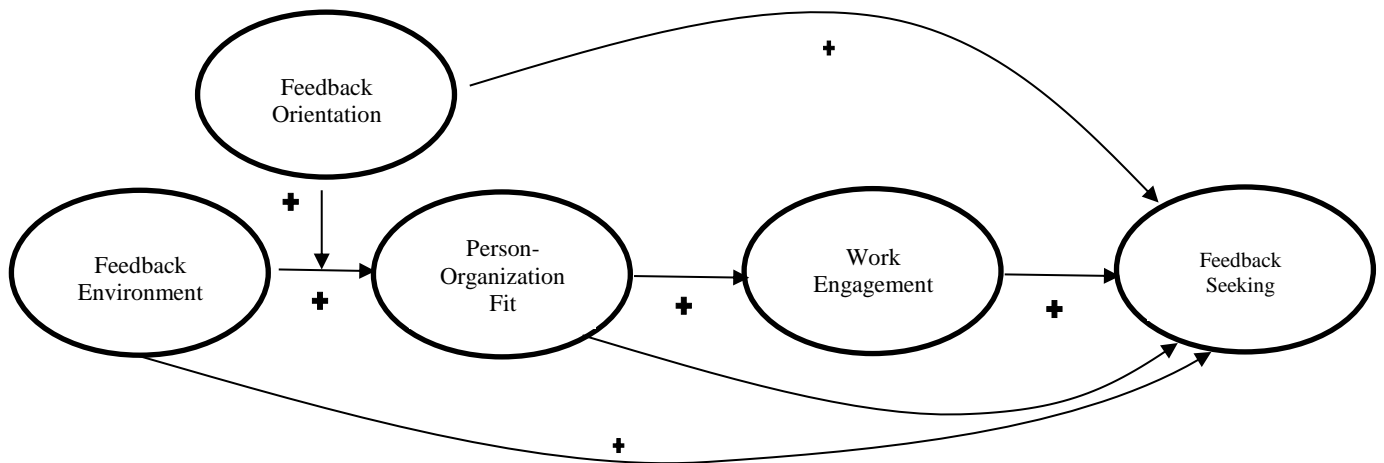 +
Feedback
Orientation
+
Feedback
Environment
+
Person-
Organization
Fit
+
Work
Engagement
+
Feedback
Seeking
+